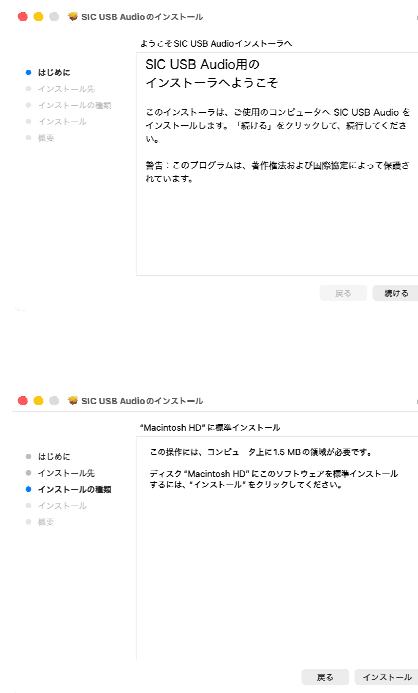 SIC USB Audioのインストール
ようこそSIC USB Audioインストーラへ
はじめに
インストール先
インストールの種類
インストール
概要
SIC USB Audio用の
インストーラへようこそ
このインストーラは、ご使用のコンピュータへ SIC USB Audio を
インストールします。「続ける」をクリックして、続行してくださ
い。
警告：このプログラムは、著作権法および国際協定によって保護さ
れています。
戻る
続ける
SIC USB Audioのインストール
“Macintosh HD”に標準インストール
はじめに
インストール先
インストールの種類
インストール
概要
この操作には、コンピュータ上に1.5 MBの領域が必要です。
ディスク“Macintosh HD”にこのソフトウェアを標準インストール
するには、“インストール”をクリックしてください。
戻る
インストール